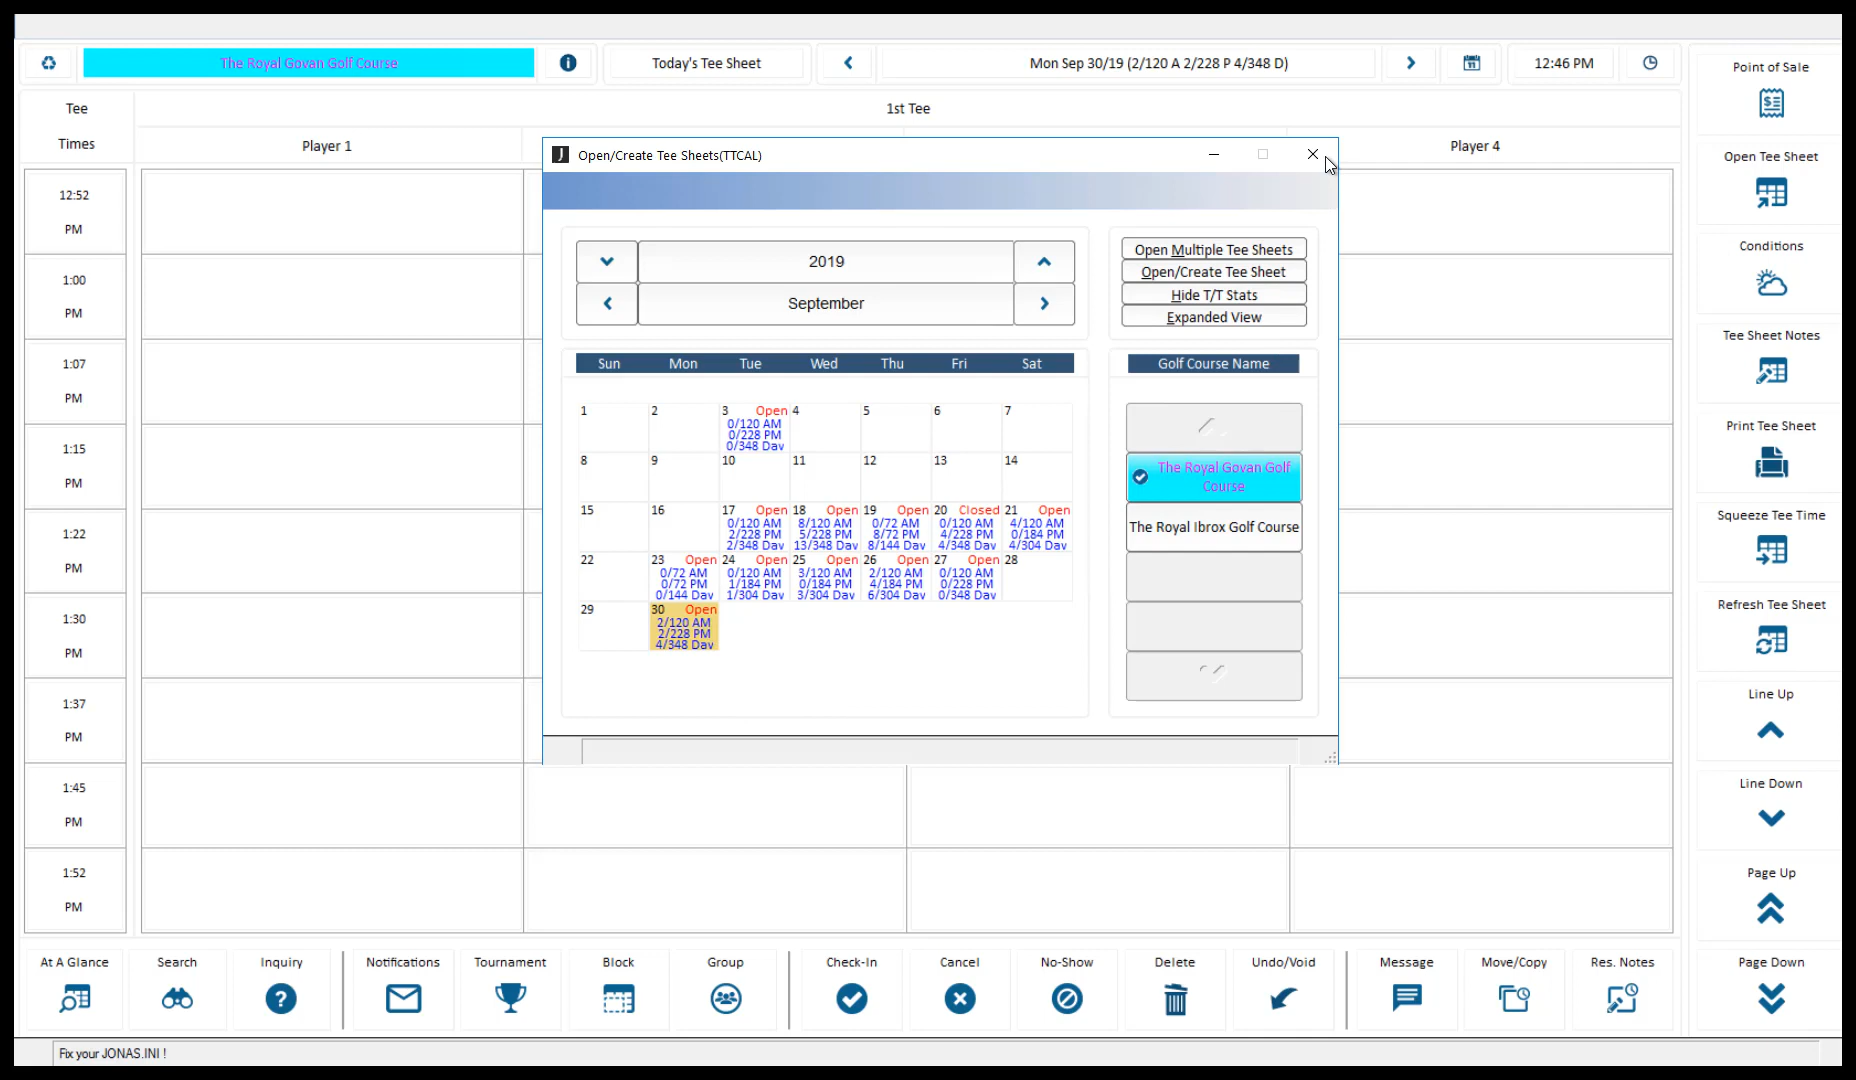 The Royal Govan Golf Course
Today's Tee Sheet
Mon Sep 30/19 (2/120 A 2/228 P 4/348 D)
12:46 PM
Tee
Times
1st Tee
Player 1
Player 4
12:52
PM
1:00
PM
1:07
PM
1:15
PM
1:22
PM
1:30
PM
1:37
PM
1:45
PM
1:52
PM
Open/Create Tee Sheets(TTCAL)
2019
September
Open Multiple Tee Sheets
Open/Create Tee Sheet
Hide T/T Stats
Expanded View
Sun Mon Tue Wed Thu Fri Sat
1 2 3 Open 4 5 6 7
0/120 AM
0/228 PM
0/348 Day
8 9 10 11 12 13 14
15 16 17 Open 18 Open 19 Open 20 Closed 21 Open
0/120 AM 8/120 AM 0/72 AM 0/120 AM 4/120 AM
2/228 PM 5/228 PM 8/72 PM 4/228 PM 0/184 PM
2/348 Day 13/348 Day 8/144 Day 4/348 Day 4/304 Day
22 23 Open 24 Open 25 Open 26 Open 27 Open 28
0/72 AM 0/120 AM 3/120 AM 2/120 AM 0/120 AM
0/72 PM 1/184 PM 0/184 PM 4/184 PM 0/228 PM
0/144 Day 1/304 Day 3/304 Day 6/304 Day 0/348 Day
29 30 Open
2/120 AM
2/228 PM
4/348 Day
Golf Course Name
The Royal Govan Golf
Course
The Royal Ibrox Golf Course
Point of Sale
Open Tee Sheet
Conditions
Tee Sheet Notes
Print Tee Sheet
Squeeze Tee Time
Refresh Tee Sheet
Line Up
Line Down
Page Up
Page Down
At A Glance
Search
Inquiry
Notifications
Tournament
Block
Group
Check-In
Cancel
No-Show
Delete
Undo/Void
Message
Move/Copy
Res. Notes
Fix your JONAS.INI !